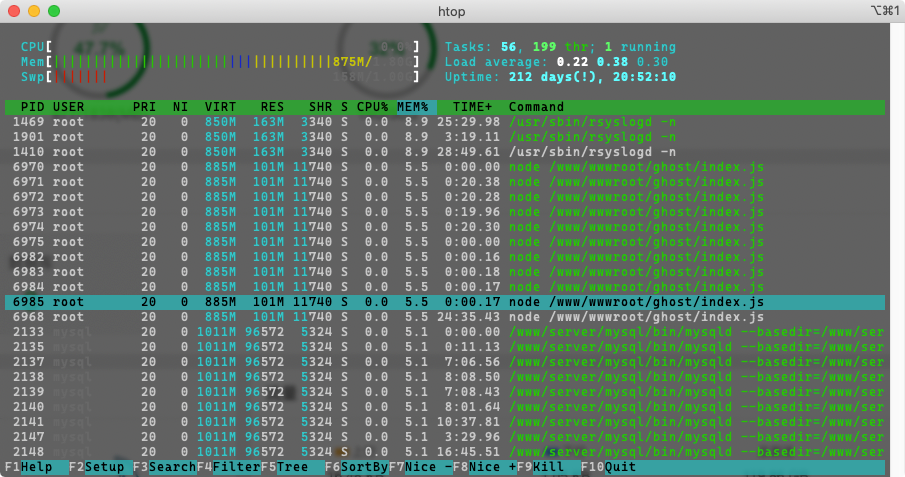 htop
⌥⌘1
CPU[ 0.0%] Tasks: 56, 199 thr; 1 running
Mem[||||||||||||||||||||||||||||||||||||875M/ ] Load average: 0.22 0.38 0.30
Swp[||||||| ] Uptime: 212 days(!), 20:52:10
PID USER PRI NI VIRT RES SHR S CPU% MEM% TIME+ Command
1469 root 20 0 850M 163M 3340 S 0.0 8.9 25:29.98 /usr/sbin/rsyslogd -n
1901 root 20 0 850M 163M 3340 S 0.0 8.9 3:19.11 /usr/sbin/rsyslogd -n
1410 root 20 0 850M 163M 3340 S 0.0 8.9 28:49.61 /usr/sbin/rsyslogd -n
6970 root 20 0 885M 101M 11740 S 0.0 5.5 0:00.00 node /www/wwwroot/ghost/index.js
6971 root 20 0 885M 101M 11740 S 0.0 5.5 0:20.38 node /www/wwwroot/ghost/index.js
6972 root 20 0 885M 101M 11740 S 0.0 5.5 0:20.28 node /www/wwwroot/ghost/index.js
6973 root 20 0 885M 101M 11740 S 0.0 5.5 0:19.96 node /www/wwwroot/ghost/index.js
6974 root 20 0 885M 101M 11740 S 0.0 5.5 0:20.30 node /www/wwwroot/ghost/index.js
6975 root 20 0 885M 101M 11740 S 0.0 5.5 0:00.00 node /www/wwwroot/ghost/index.js
6982 root 20 0 885M 101M 11740 S 0.0 5.5 0:00.16 node /www/wwwroot/ghost/index.js
6983 root 20 0 885M 101M 11740 S 0.0 5.5 0:00.18 node /www/wwwroot/ghost/index.js
6984 root 20 0 885M 101M 11740 S 0.0 5.5 0:00.17 node /www/wwwroot/ghost/index.js
6985 root 20 0 885M 101M 11740 S 0.0 5.5 0:00.17 node /www/wwwroot/ghost/index.js
6968 root 20 0 885M 101M 11740 S 0.0 5.5 24:35.43 node /www/wwwroot/ghost/index.js
2133 mysql 20 0 1011M 96572 5324 S 0.0 5.1 0:00.00 /www/server/mysql/bin/mysqld --basedir=/www/ser
2135 mysql 20 0 1011M 96572 5324 S 0.0 5.1 0:11.13 /www/server/mysql/bin/mysqld --basedir=/www/ser
2137 mysql 20 0 1011M 96572 5324 S 0.0 5.1 7:06.56 /www/server/mysql/bin/mysqld --basedir=/www/ser
2138 mysql 20 0 1011M 96572 5324 S 0.0 5.1 8:08.50 /www/server/mysql/bin/mysqld --basedir=/www/ser
2139 mysql 20 0 1011M 96572 5324 S 0.0 5.1 7:08.43 /www/server/mysql/bin/mysqld --basedir=/www/ser
2140 mysql 20 0 1011M 96572 5324 S 0.0 5.1 8:01.64 /www/server/mysql/bin/mysqld --basedir=/www/ser
2141 mysql 20 0 1011M 96572 5324 S 0.0 5.1 10:37.81 /www/server/mysql/bin/mysqld --basedir=/www/ser
2147 mysql 20 0 1011M 96572 5324 S 0.0 5.1 3:29.96 /www/server/mysql/bin/mysqld --basedir=/www/ser
2148 mysql 20 0 1011M 96572 5324 S 0.0 5.1 16:45.51 /www/server/mysql/bin/mysqld --basedir=/www/ser
F1Help F2Setup F3SearchF4FilterF5Tree F6SortByF7Nice -F8Nice +F9Kill F10Quit